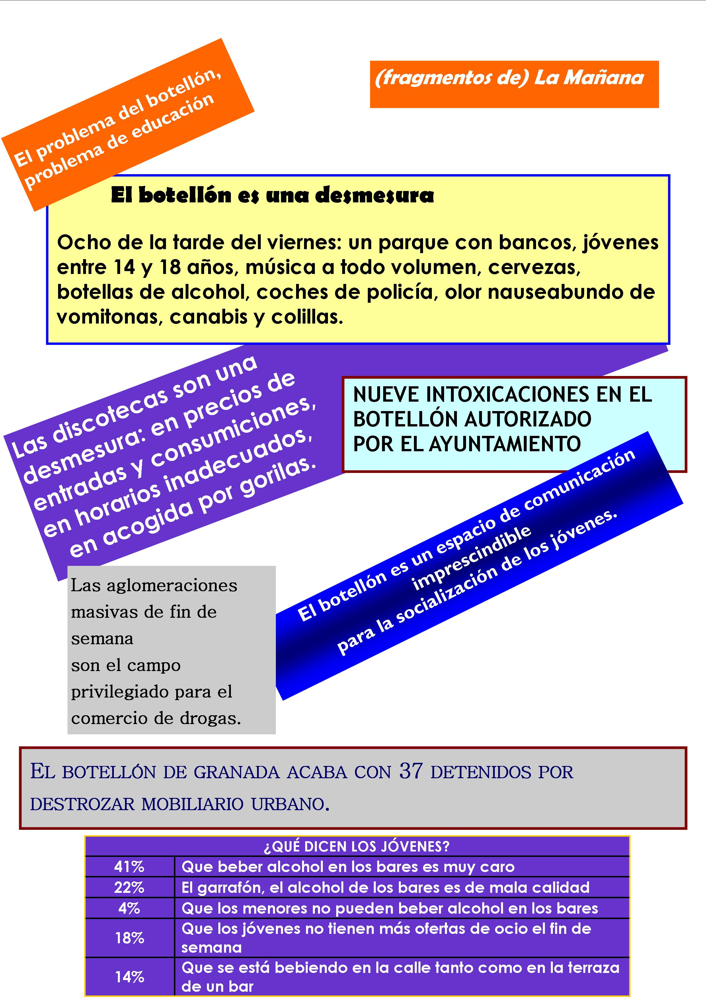 (fragmentos de) La Mañana
El problema del botellón,
problema de educación
El botellón es una desmesura
Ocho de la tarde del viernes: un parque con bancos, jóvenes
entre 14 y 18 años, música a todo volumen, cervezas,
botellas de alcohol, coches de policía, olor nauseabundo de
vomitonas, canabis y colillas.
Las discotecas son una
desmesura: en precios de
entradas y consumiciones,
en horarios inadecuados,
en acogida por gorilas.
NUEVE INTOXICACIONES EN EL
BOTELLÓN AUTORIZADO
POR EL AYUNTAMIENTO
El botellón es un espacio de comunicación
imprescindible
para la socialización de los jóvenes.
Las aglomeraciones
masivas de fin de
semana
son el campo
privilegiado para el
comercio de drogas.
EL BOTELLÓN DE GRANADA ACABA CON 37 DETENIDOS POR
DESTROZAR MOBILIARIO URBANO.
¿QUÉ DICEN LOS JÓVENES?
41% Que beber alcohol en los bares es muy caro
22% El garrafón, el alcohol de los bares es de mala calidad
4% Que los menores no pueden beber alcohol en los bares
18% Que los jóvenes no tienen más ofertas de ocio el fin de
semana
14% Que se está bebiendo en la calle tanto como en la terraza
de un bar